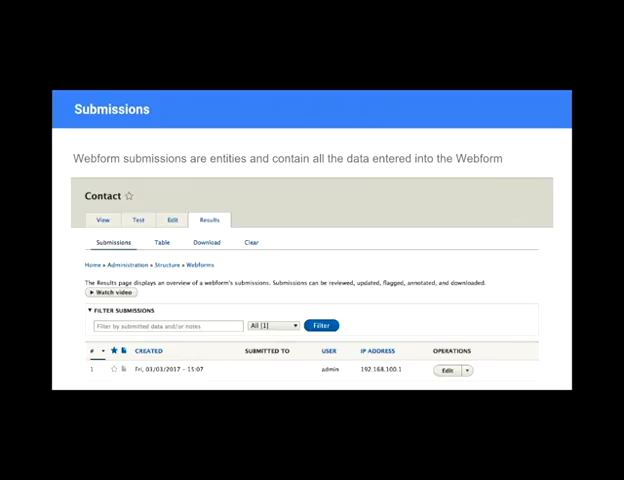 Submissions
Webform submissions are entities and contain all the data entered into the Webform
Contact
View Test Edit Results
Submissions Table Download Clear
Home » Administration » Structure » Webforms
The Results page displays an overview of a webform's submissions. Submissions can be reviewed, updated, flagged, annotated, and downloaded.
Watch video
FILTER SUBMISSIONS
Filter by submitted data and/or notes All [1] Filter
# CREATED SUBMITTED TO USER IP ADDRESS OPERATIONS
1 Fri, 03/03/2017 - 15:07 admin 192.168.100.1 Edit